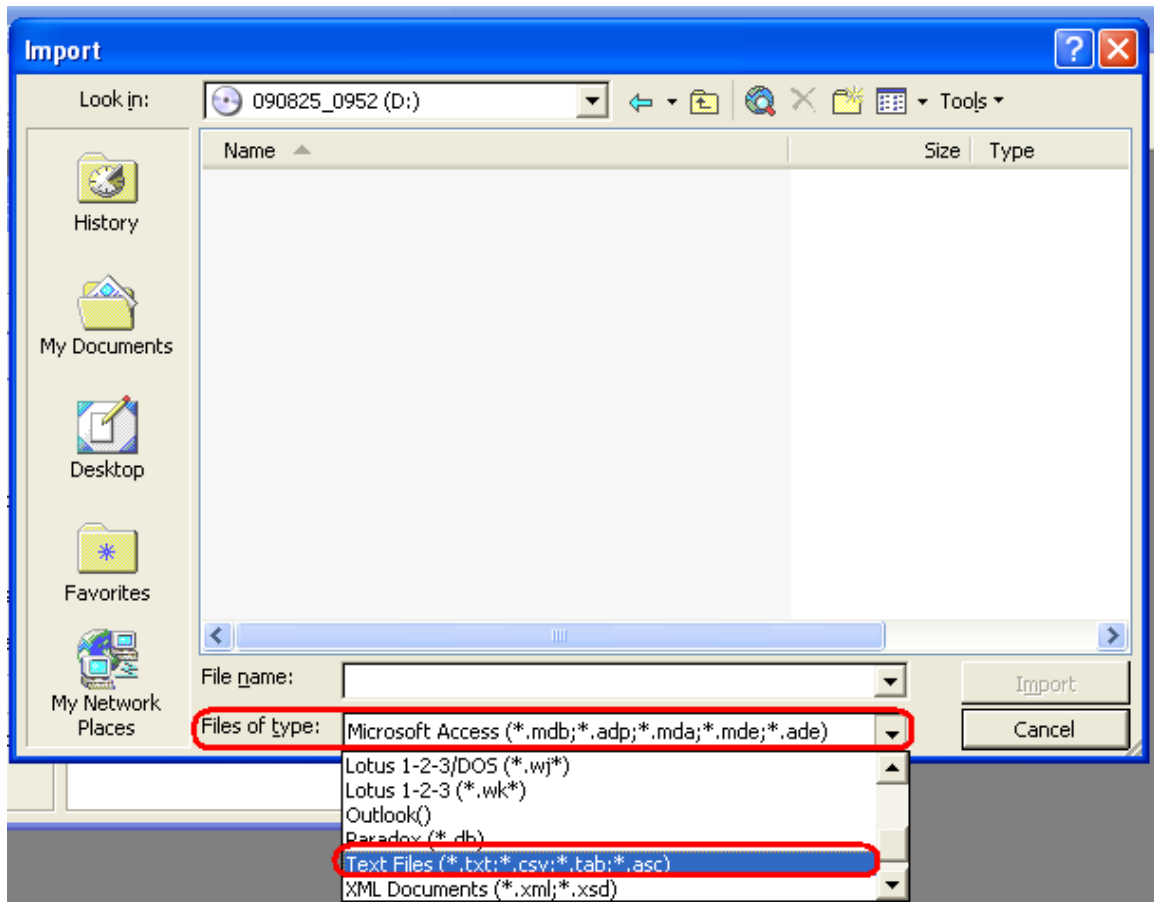 Import
Look in:
090825_0952 (D:)
Tools
Name
Size
Type
History
My Documents
Desktop
Favorites
My Network
Places
File name:
Import
Files of type:
Microsoft Access (*.mdb;*.adp;*.mda;*.mde;*.ade)
Cancel
Lotus 1-2-3/DOS (*.wj*)
Lotus 1-2-3 (*.wk*)
Outlook()
Paradox (*.db)
Text Files (*.txt;*.csv;*.tab;*.asc)
XML Documents (*.xml;*.xsd)